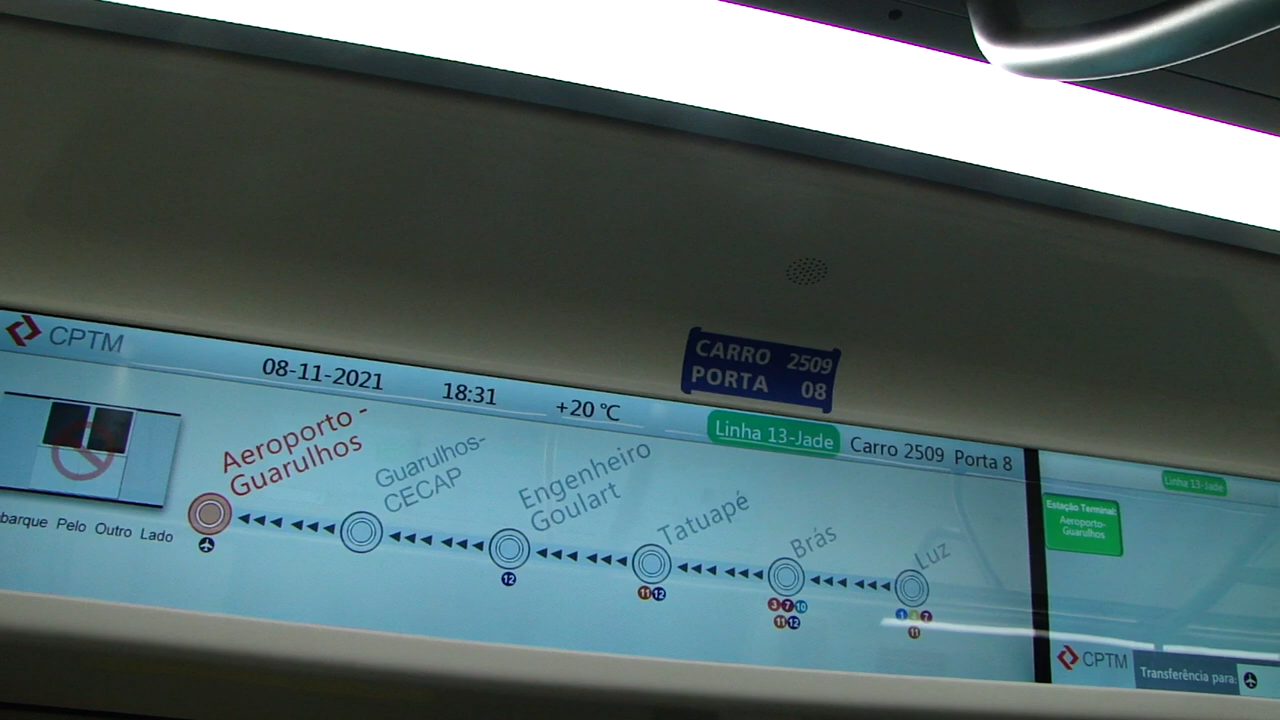 CARRO 2509
PORTA 08
CPTM
08-11-2021 18:31 +20 °C Linha 13-Jade Carro 2509 Porta 8
Aeroporto -
Guarulhos
Guarulhos-
CECAP
Engenheiro
Goulart
Tatuapé
Brás
Luz
12
11 12
3 7 10
11 12
1 7
11
barque Pelo Outro Lado
Linha 13-Jade
Estação Terminal:
Aeroporto-
Guarulhos
CPTM
Transferência para: